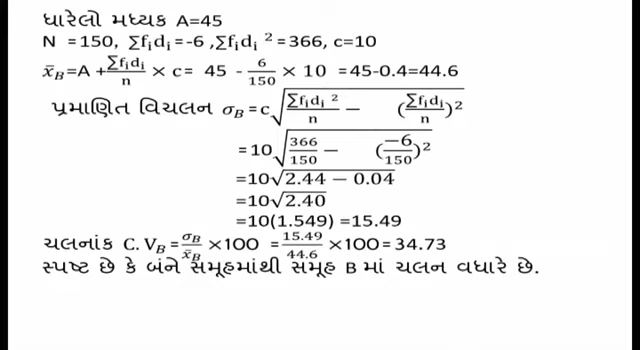 ધારેલો મધ્યક A=45
N =150, ∑fᵢdᵢ=-6 ,∑fᵢdᵢ ²=366, c=10
x̄_B=A +∑fᵢdᵢ/n × c= 45 - 6/150 × 10 =45-0.4=44.6
પ્રમાણિત વિચલન σ_B=c√(∑fᵢdᵢ ²/n − (∑fᵢdᵢ/n)²)
=10√(366/150 − (−6/150)²)
=10√(2.44 − 0.04)
=10√2.40
=10(1.549) =15.49
ચલનાંક C. V_B=σ_B/x̄_B ×100 =15.49/44.6 ×100=34.73
સ્પષ્ટ છે કે બંને સમૂહમાંથી સમૂહ B માં ચલન વધારે છે.